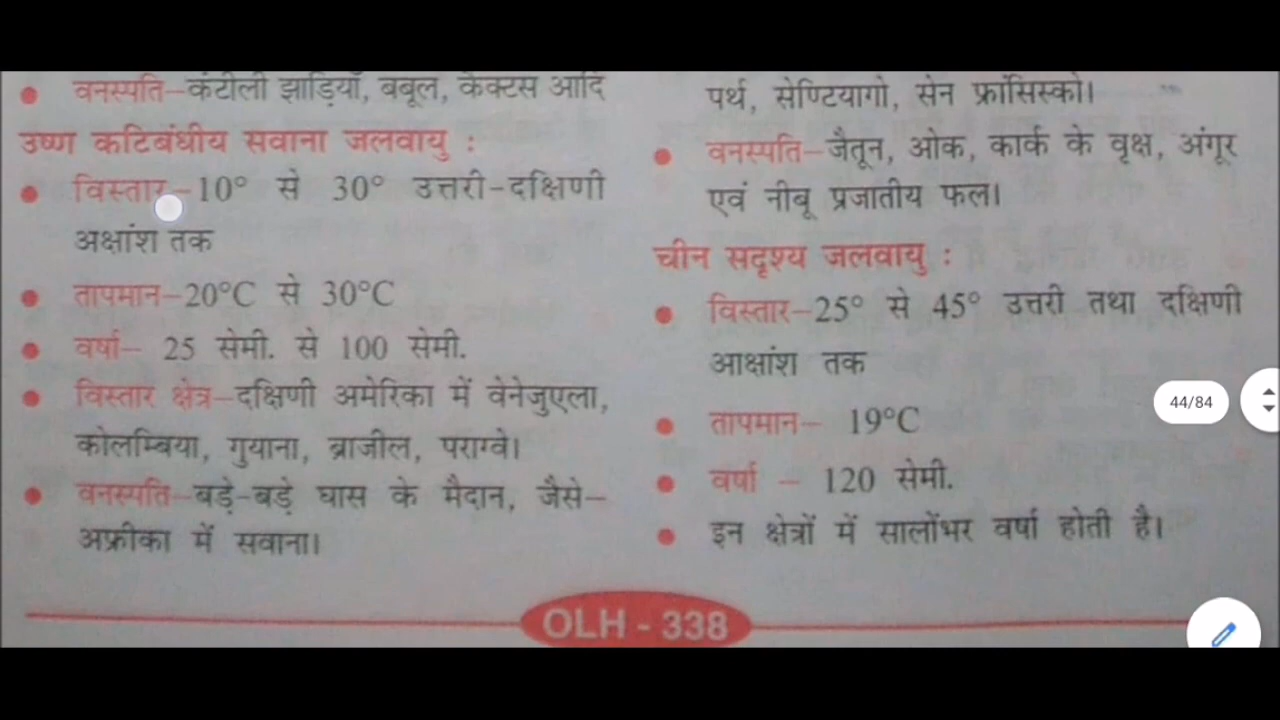 • वनस्पति–कंटीली झाड़ियाँ, बबूल, केक्टस आदि
उष्ण कटिबंधीय सवाना जलवायु :
• विस्तार–10° से 30° उत्तरी-दक्षिणी
अक्षांश तक
• तापमान–20°C से 30°C
• वर्षा– 25 सेमी. से 100 सेमी.
• विस्तार क्षेत्र–दक्षिणी अमेरिका में वेनेजुएला,
कोलम्बिया, गुयाना, ब्राजील, पराग्वे।
• वनस्पति–बड़े-बड़े घास के मैदान, जैसे–
अफ्रीका में सवाना।
पर्थ, सेण्टियागो, सेन फ्रांसिस्को।
• वनस्पति–जैतून, ओक, कार्क के वृक्ष, अंगूर
एवं नीबू प्रजातीय फल।
चीन सदृश्य जलवायु :
• विस्तार–25° से 45° उत्तरी तथा दक्षिणी
आक्षांश तक
• तापमान– 19°C
• वर्षा – 120 सेमी.
• इन क्षेत्रों में सालोंभर वर्षा होती है।
44/84
OLH - 338